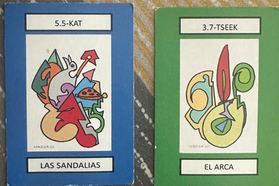 5.5-KAT
LAS SANDALIAS
3.7-TSEEK
EL ARCA